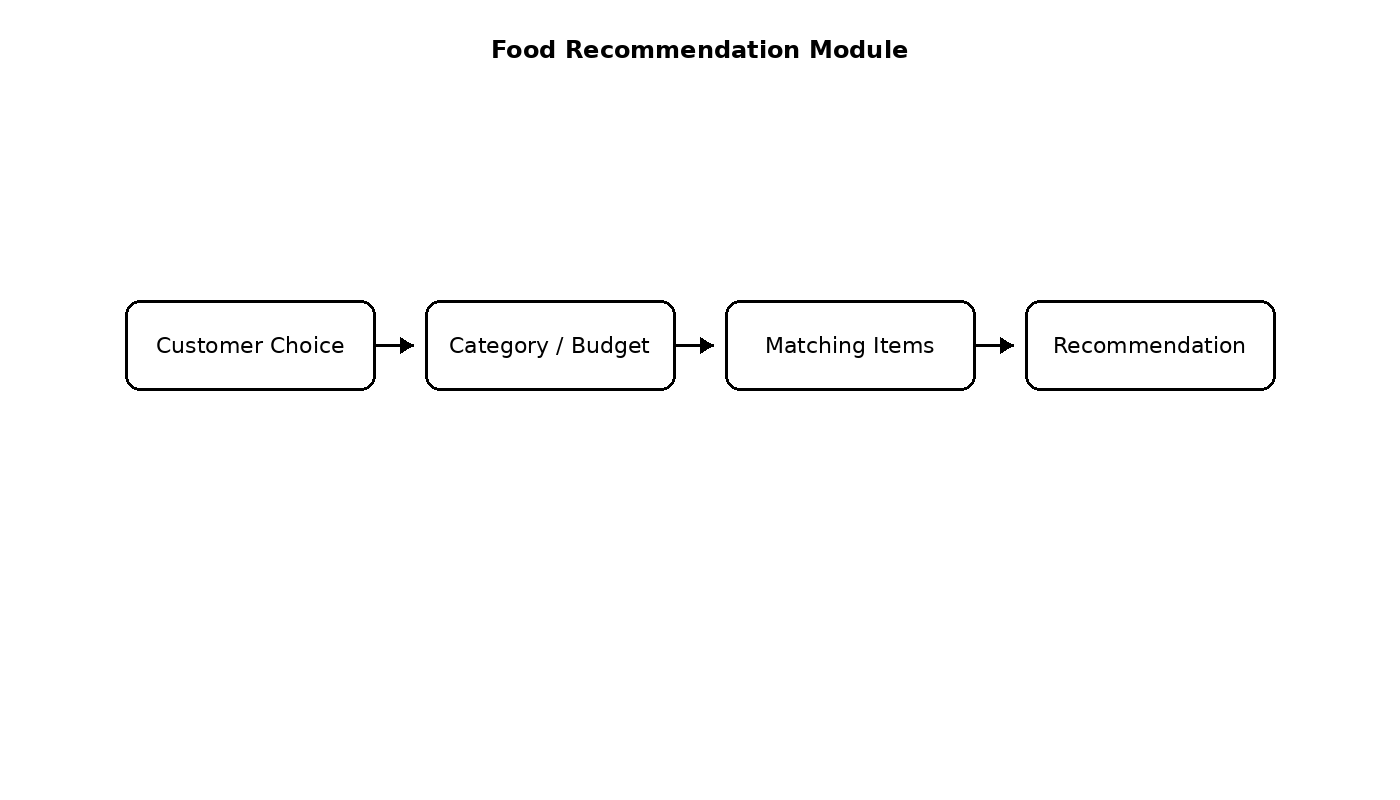 Food Recommendation Module
Customer Choice
Category / Budget
Matching Items
Recommendation